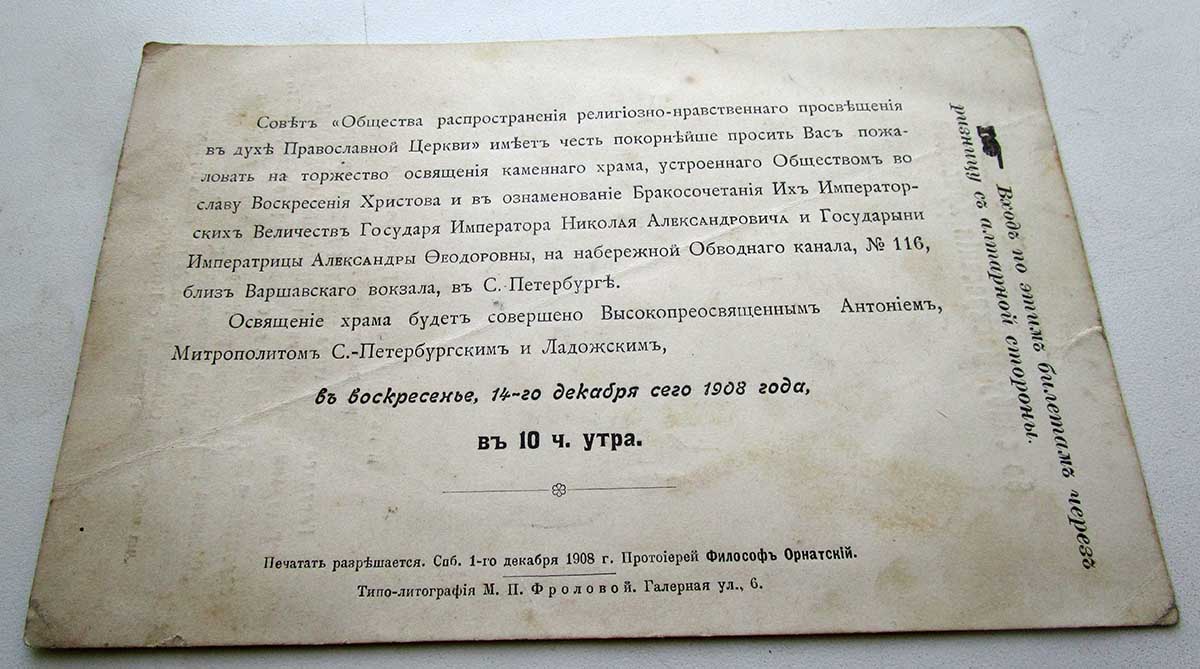 Совѣтъ «Общества распространенія религіозно-нравственнаго просвѣщенія
въ духѣ Православной Церкви» имѣетъ честь покорнѣйше просить Васъ пожа-
ловать на торжество освященія каменнаго храма, устроеннаго Обществомъ во
славу Воскресенія Христова и въ ознаменованіе Бракосочетанія Ихъ Император-
скихъ Величествъ Государя Императора Николая Александровича и Государыни
Императрицы Александры Ѳеодоровны, на набережной Обводнаго канала, № 116,
близъ Варшавскаго вокзала, въ С.-Петербургѣ.
Освященіе храма будетъ совершено Высокопреосвященнымъ Антоніемъ,
Митрополитомъ С.-Петербургскимъ и Ладожскимъ,
въ воскресенье, 14-го декабря сего 1908 года,
въ 10 ч. утра.
Печатать разрѣшается. Спб. 1-го декабря 1908 г. Протоіерей Философъ Орнатскій.
Типо-литографія М. П. Фроловой. Галерная ул., 6.
Входъ по этимъ билетамъ черезъ
ризницу съ алтарной стороны.